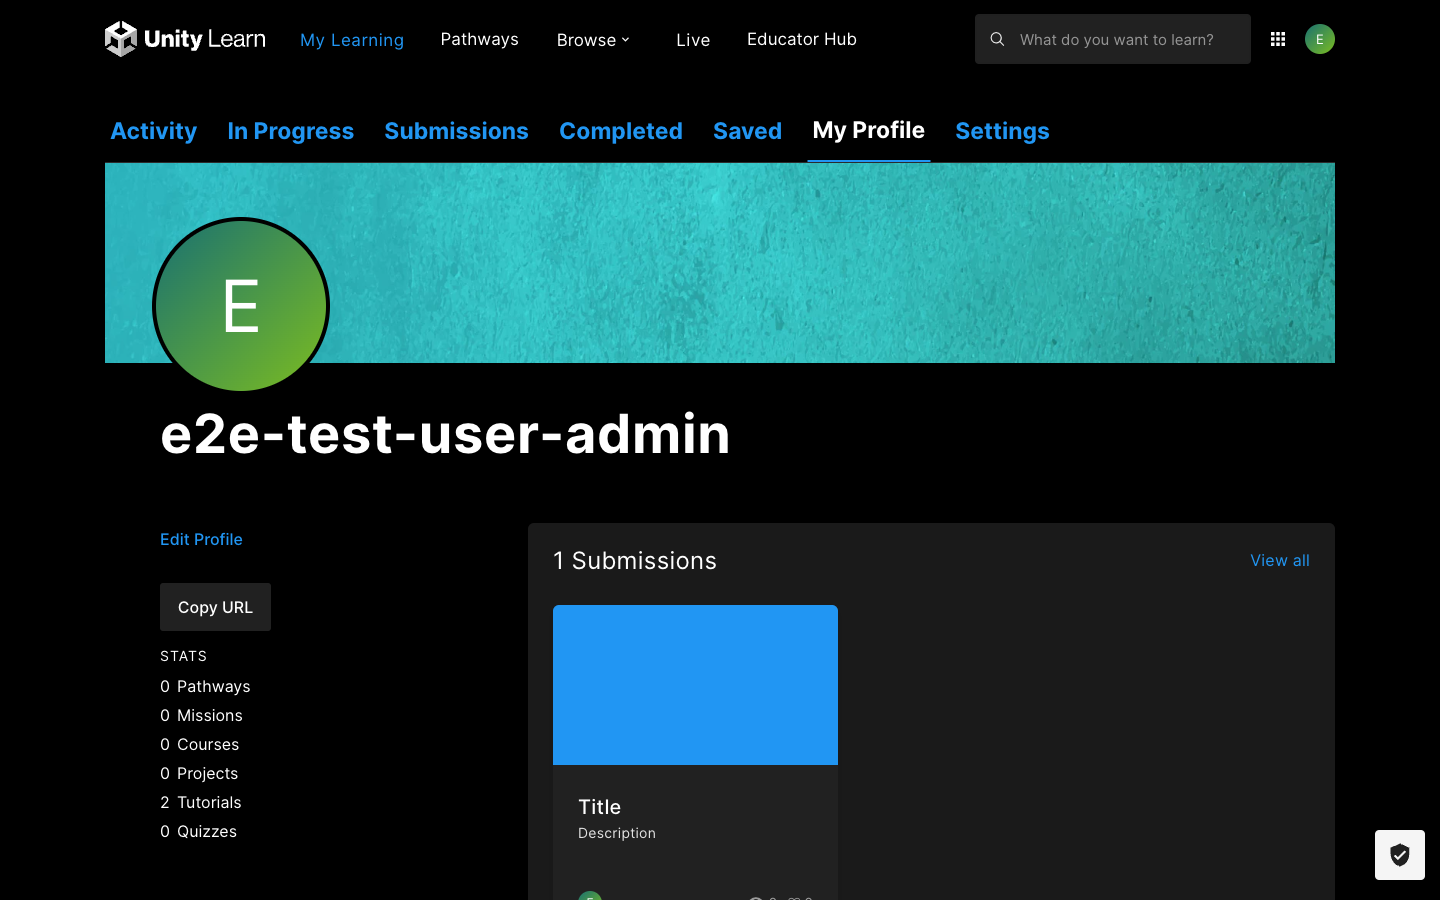 Unity Learn My Learning Pathways Browse Live Educator Hub What do you want to learn? E
Activity In Progress Submissions Completed Saved My Profile Settings
E
e2e-test-user-admin
Edit Profile
Copy URL
STATS
0 Pathways
0 Missions
0 Courses
0 Projects
2 Tutorials
0 Quizzes
1 Submissions View all
Title
Description